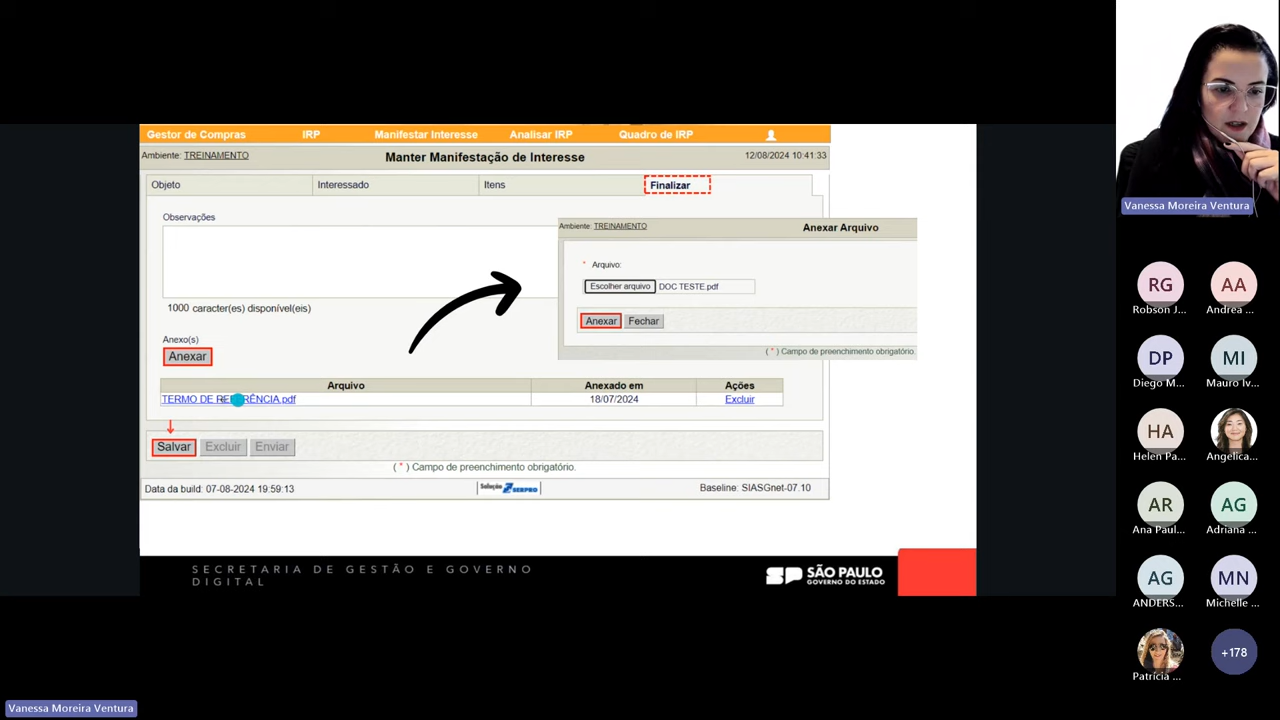 Gestor de Compras IRP Manifestar Interesse Analisar IRP Quadro de IRP
Ambiente: TREINAMENTO Manter Manifestação de Interesse 12/08/2024 10:41:33
Objeto Interessado Itens Finalizar
Observações
1000 caracter(es) disponível(eis)
Anexo(s)
Anexar
Arquivo Anexado em Ações
TERMO DE REFERÊNCIA.pdf 18/07/2024 Excluir
Salvar Excluir Enviar
( * ) Campo de preenchimento obrigatório.
Data da build: 07-08-2024 19:59:13 Solução SERPRO Baseline: SIASGnet-07.10
Ambiente: TREINAMENTO Anexar Arquivo
* Arquivo:
Escolher arquivo DOC TESTE.pdf
Anexar Fechar
( * ) Campo de preenchimento obrigatório.
SECRETARIA DE GESTÃO E GOVERNO
DIGITAL
SP SÃO PAULO
GOVERNO DO ESTADO
Vanessa Moreira Ventura
RG AA
Robson J... Andrea ...
DP MI
Diego M... Mauro Iv...
HA
Helen Pa... Angelica...
AR AG
Ana Paul... Adriana ...
AG MN
ANDERS... Michelle ...
+178
Patrícia ...
Vanessa Moreira Ventura